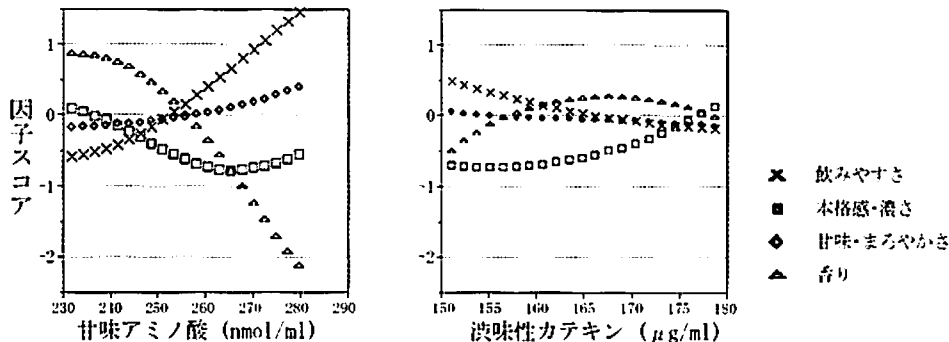 因子スコア
1
0
-1
-2
230 240 250 260 270 280 290
甘味アミノ酸 (nmol/ml)
1
0
-1
-2
150 155 160 165 170 175 180
渋味性カテキン (μg/ml)
飲みやすさ
本格感・濃さ
甘味・まろやかさ
香り